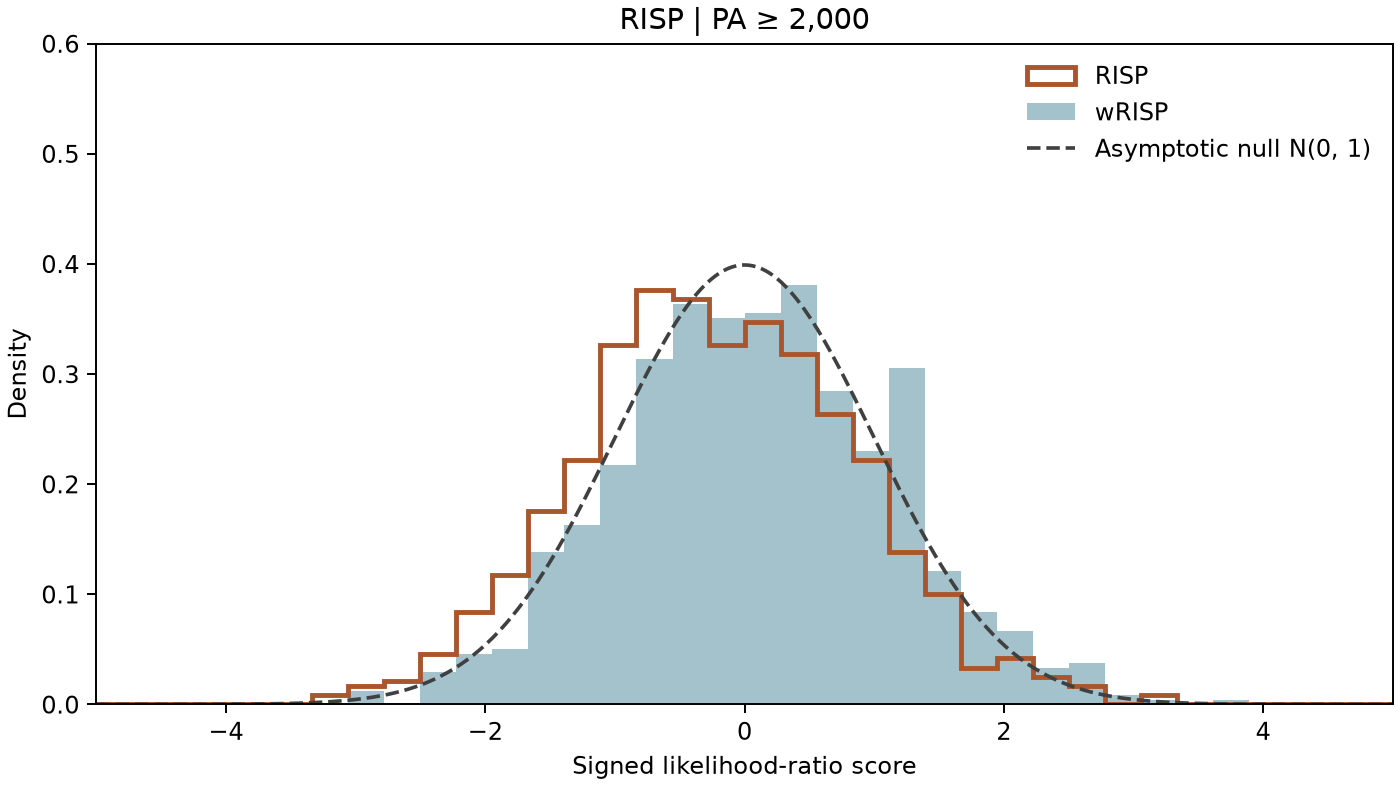 RISP | PA ≥ 2,000
RISP
wRISP
Asymptotic null N(0, 1)
0.6
0.5
0.4
0.3
0.2
0.1
0.0
Density
−4
−2
0
2
4
Signed likelihood-ratio score